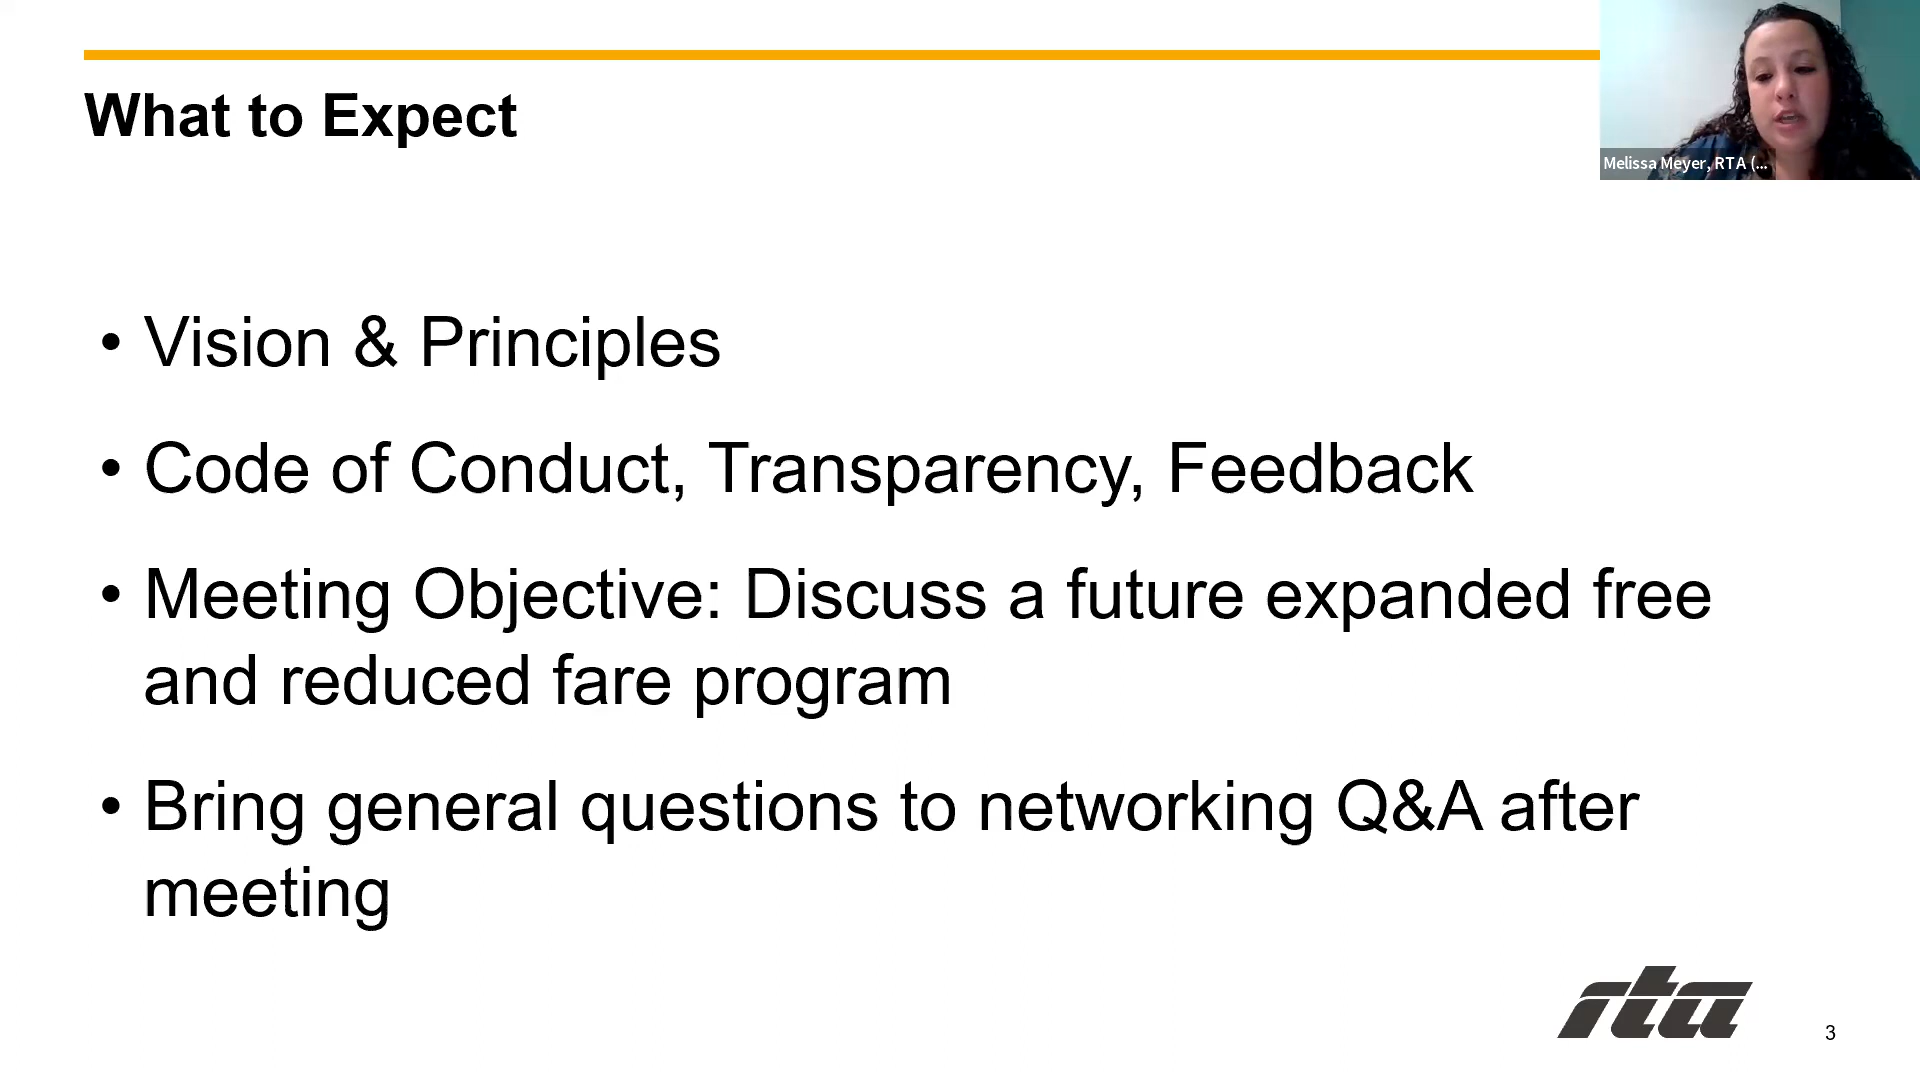 What to Expect
Melissa Meyer, RTA (...
• Vision & Principles
• Code of Conduct, Transparency, Feedback
• Meeting Objective: Discuss a future expanded free
and reduced fare program
• Bring general questions to networking Q&A after
meeting
rta
3